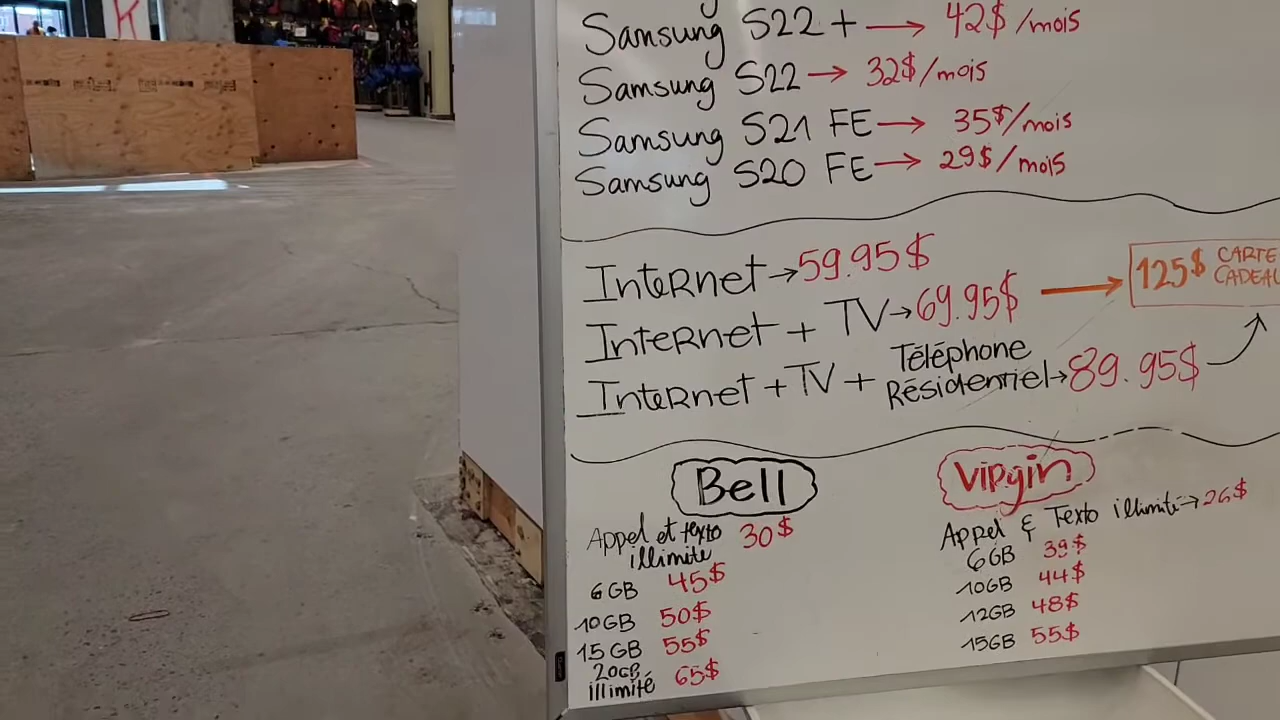 K
Samsung S22 + → 42$/mois
Samsung S22 → 32$/mois
Samsung S21 FE → 35$/mois
Samsung S20 FE → 29$/mois
Internet → 59.95$
Internet + TV → 69.95$ → 125$ CARTE CADEAU
Internet + TV + Téléphone Résidentiel → 89.95$
Bell
Appel et texto illimité 30$
6GB 45$
10GB 50$
15GB 55$
20GB illimité 65$
Virgin
Appel & Texto illimité → 26$
6GB 39$
10GB 44$
12GB 48$
15GB 55$